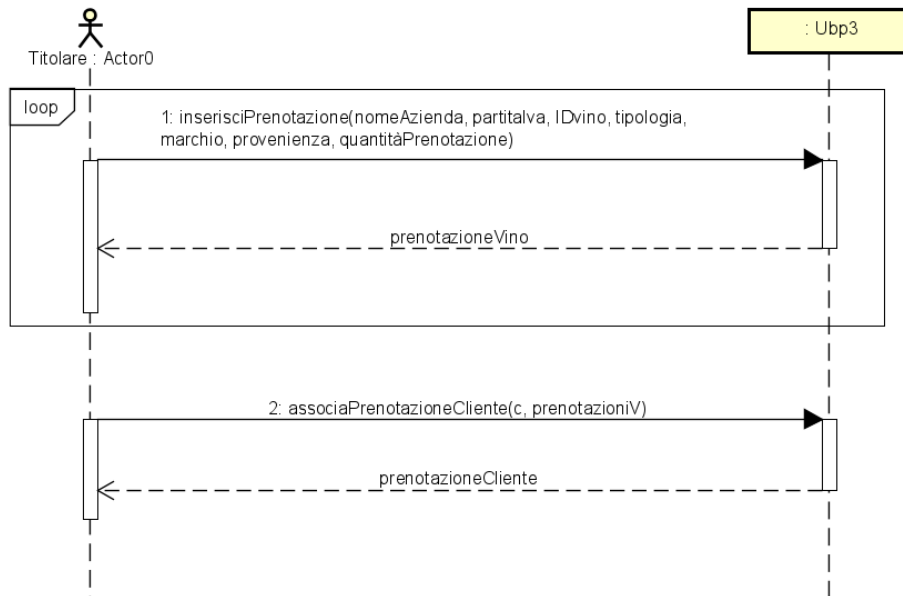 : Ubp3
Titolare : Actor0
loop
1: inserisciPrenotazione(nomeAzienda, partitaIva, IDvino, tipologia,
marchio, provenienza, quantitàPrenotazione)
prenotazioneVino
2: associaPrenotazioneCliente(c, prenotazioniV)
prenotazioneCliente